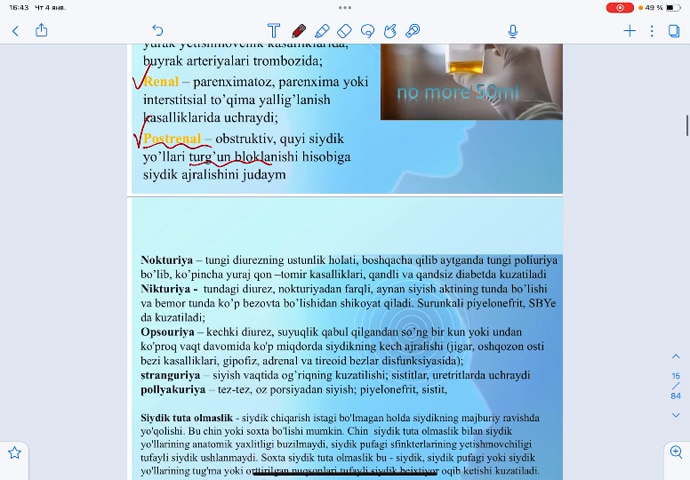 16:43 Чт 4 янв.
49 %
yurak yetishmovchilik kasalliklarida,
buyrak arteriyalari trombozida;
Renal – parenximatoz, parenxima yoki
interstitsial to’qima yallig’lanish
kasalliklarida uchraydi;
Postrenal – obstruktiv, quyi siydik
yo’llari turg’un bloklanishi hisobiga
siydik ajralishini judaym
no more 50ml
Nokturiya – tungi diurezning ustunlik holati, boshqacha qilib aytganda tungi poliuriya
bo’lib, ko’pincha yuraj qon –tomir kasalliklari, qandli va qandsiz diabetda kuzatiladi
Nikturiya - tundagi diurez, nokturiyadan farqli, aynan siyish aktining tunda bo’lishi
va bemor tunda ko’p bezovta bo’lishidan shikoyat qiladi. Surunkali piyelonefrit, SBYe
da kuzatiladi;
Opsouriya – kechki diurez, suyuqlik qabul qilgandan so’ng bir kun yoki undan
ko'proq vaqt davomida ko'p miqdorda siydikning kech ajralishi (jigar, oshqozon osti
bezi kasalliklari, gipofiz, adrenal va tireoid bezlar disfunksiyasida);
stranguriya – siyish vaqtida og’riqning kuzatilishi; sistitlar, uretritlarda uchraydi
pollyakuriya – tez-tez, oz porsiyadan siyish; piyelonefrit, sistit,
Siydik tuta olmaslik - siydik chiqarish istagi bo'lmagan holda siydikning majburiy ravishda
yo'qolishi. Bu chin yoki soxta bo'lishi mumkin. Chin siydik tuta olmaslik bilan siydik
yo'llarining anatomik yaxlitligi buzilmaydi, siydik pufagi sfinkterlarining yetishmovchiligi
tufayli siydik ushlanmaydi. Soxta siydik tuta olmaslik bu - siydik, siydik pufagi yoki siydik
yo'llarining tug'ma yoki orttirilgan nuqsonlari tufayli siydik beixtiyor oqib ketishi kuzatiladi.
15
/
84